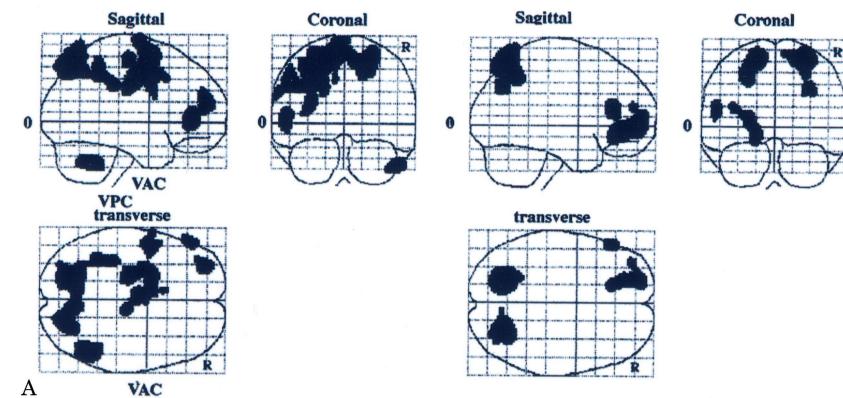 Sagittal Coronal Sagittal Coronal
R R
0 0 0 0
VAC
VPC
transverse transverse
R R
A VAC